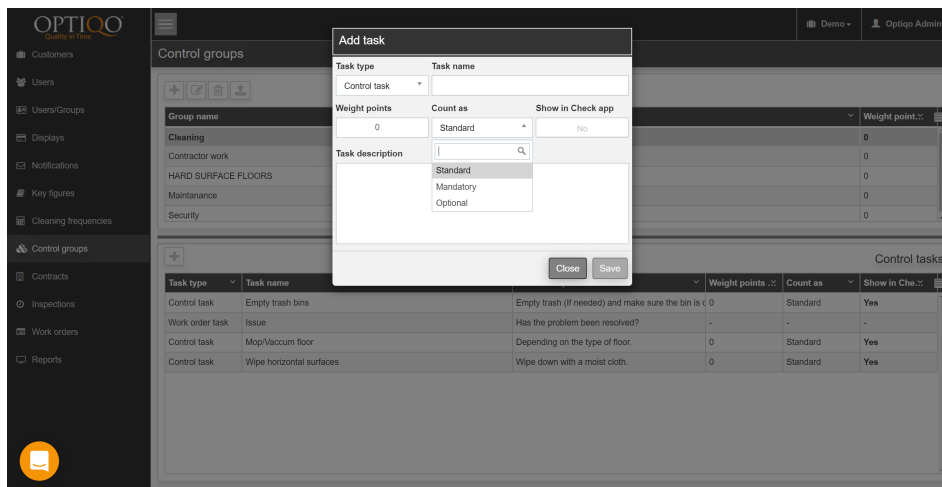 OPTIQO
Quality in Time
Demo
Optiqo Admin
Customers
Users
Users/Groups
Displays
Notifications
Key figures
Cleaning frequencies
Control groups
Contracts
Inspections
Work orders
Reports
Control groups
Group name
Weight point..
Cleaning
0
Contractor work
0
HARD SURFACE FLOORS
0
Maintanance
0
Security
0
Add task
Task type
Task name
Control task
Weight points
Count as
Show in Check app
0
Standard
No
Task description
Standard
Mandatory
Optional
Close
Save
Control tasks
Task type
Task name
Weight points ..
Count as
Show in Che..
Control task
Empty trash bins
Empty trash (If needed) and make sure the bin is c
0
Standard
Yes
Work order task
Issue
Has the problem been resolved?
-
-
-
Control task
Mop/Vaccum floor
Depending on the type of floor.
0
Standard
Yes
Control task
Wipe horizontal surfaces
Wipe down with a moist cloth.
0
Standard
Yes